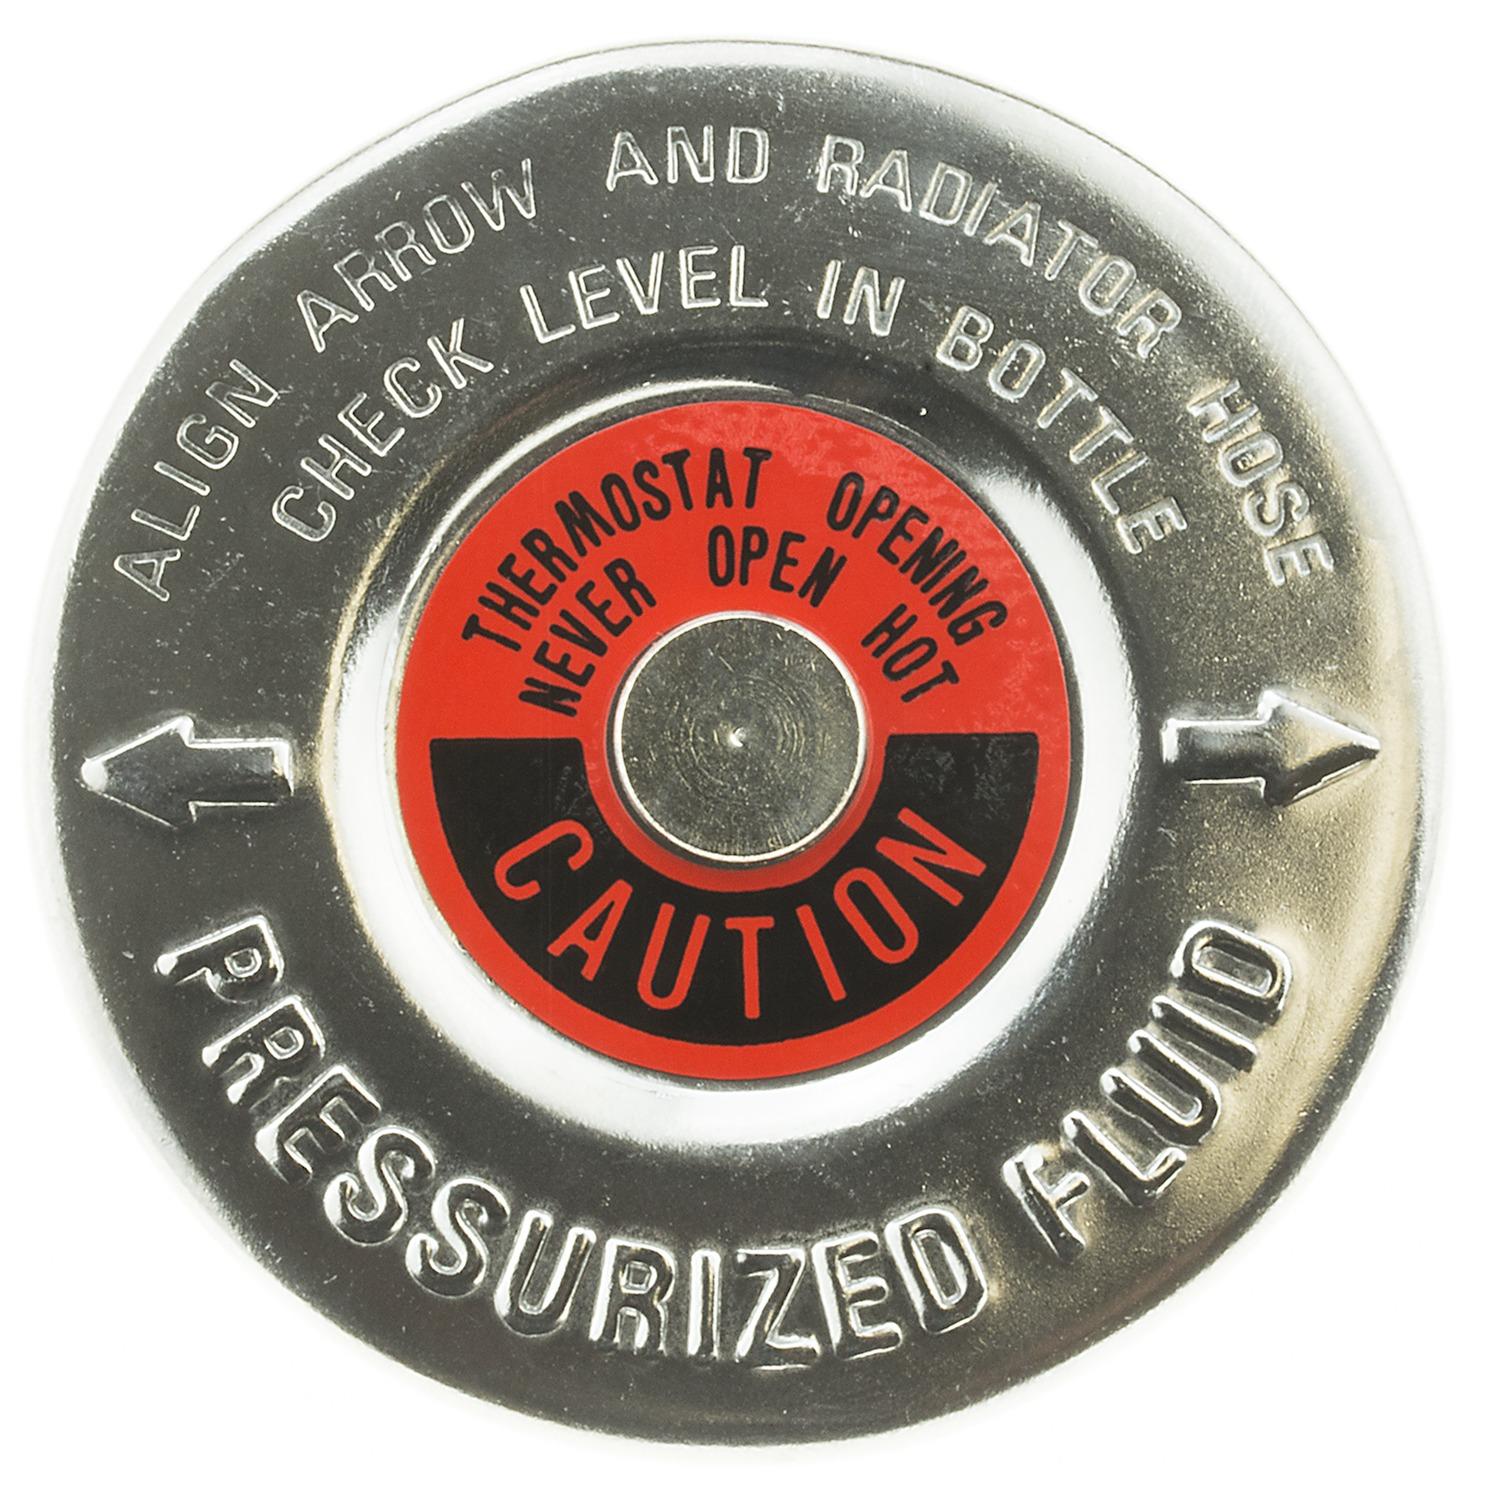 ALIGN ARROW AND RADIATOR HOSE
CHECK LEVEL IN BOTTLE
THERMOSTAT OPENING
NEVER OPEN HOT
CAUTION
PRESSURIZED FLUID